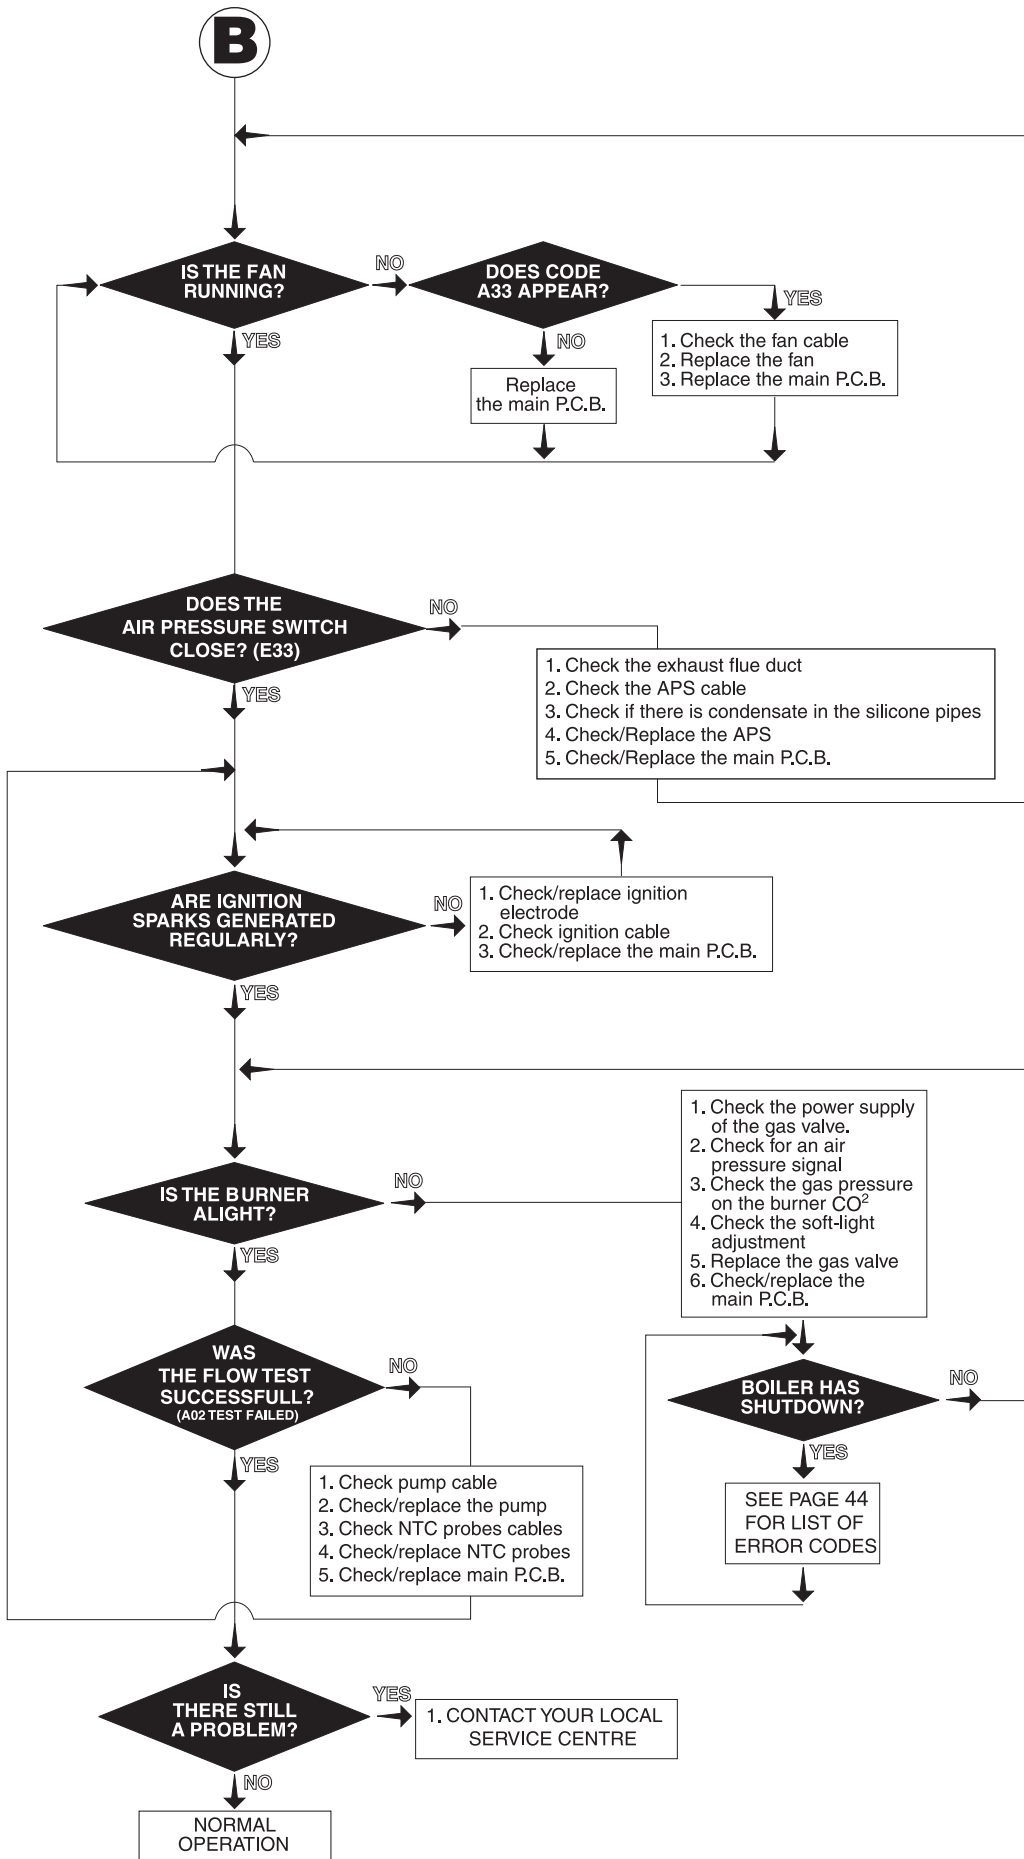 B
IS THE FAN
RUNNING?
NO
DOES CODE
A33 APPEAR?
YES
YES
NO
1. Check the fan cable
2. Replace the fan
3. Replace the main P.C.B.
Replace
the main P.C.B.
DOES THE
AIR PRESSURE SWITCH
CLOSE? (E33)
NO
YES
1. Check the exhaust flue duct
2. Check the APS cable
3. Check if there is condensate in the silicone pipes
4. Check/Replace the APS
5. Check/Replace the main P.C.B.
ARE IGNITION
SPARKS GENERATED
REGULARLY?
NO
YES
1. Check/replace ignition
electrode
2. Check ignition cable
3. Check/replace the main P.C.B.
IS THE BURNER
ALIGHT?
NO
YES
1. Check the power supply
of the gas valve.
2. Check for an air
pressure signal
3. Check the gas pressure
on the burner CO²
4. Check the soft-light
adjustment
5. Replace the gas valve
6. Check/replace the
main P.C.B.
WAS
THE FLOW TEST
SUCCESSFULL?
(A02 TEST FAILED)
NO
YES
BOILER HAS
SHUTDOWN?
NO
YES
1. Check pump cable
2. Check/replace the pump
3. Check NTC probes cables
4. Check/replace NTC probes
5. Check/replace main P.C.B.
SEE PAGE 44
FOR LIST OF
ERROR CODES
IS
THERE STILL
A PROBLEM?
YES
NO
1. CONTACT YOUR LOCAL
SERVICE CENTRE
NORMAL
OPERATION